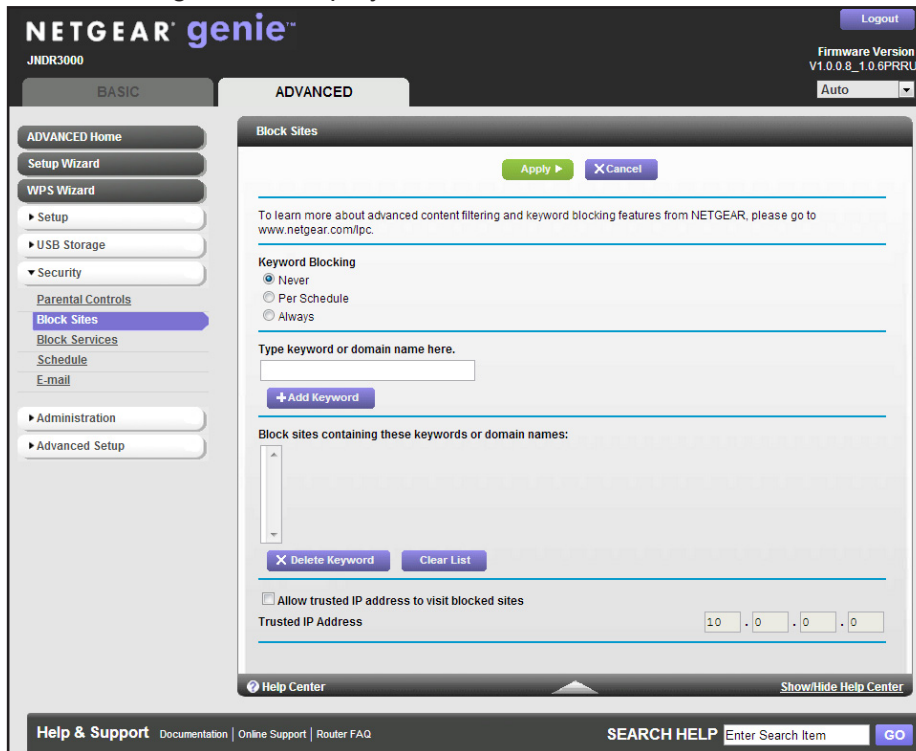 NETGEAR® genie™
Logout
JNDR3000
Firmware Version
V1.0.0.8_1.0.6PRRU
BASIC
ADVANCED
Auto
ADVANCED Home
Setup Wizard
WPS Wizard
Setup
USB Storage
Security
Parental Controls
Block Sites
Block Services
Schedule
E-mail
Administration
Advanced Setup
Block Sites
Apply
Cancel
To learn more about advanced content filtering and keyword blocking features from NETGEAR, please go to
www.netgear.com/lpc.
Keyword Blocking
Never
Per Schedule
Always
Type keyword or domain name here.
+Add Keyword
Block sites containing these keywords or domain names:
X Delete Keyword
Clear List
Allow trusted IP address to visit blocked sites
Trusted IP Address
10 . 0 . 0 . 0
Help Center
Show/Hide Help Center
Help & Support Documentation | Online Support | Router FAQ
SEARCH HELP Enter Search Item GO